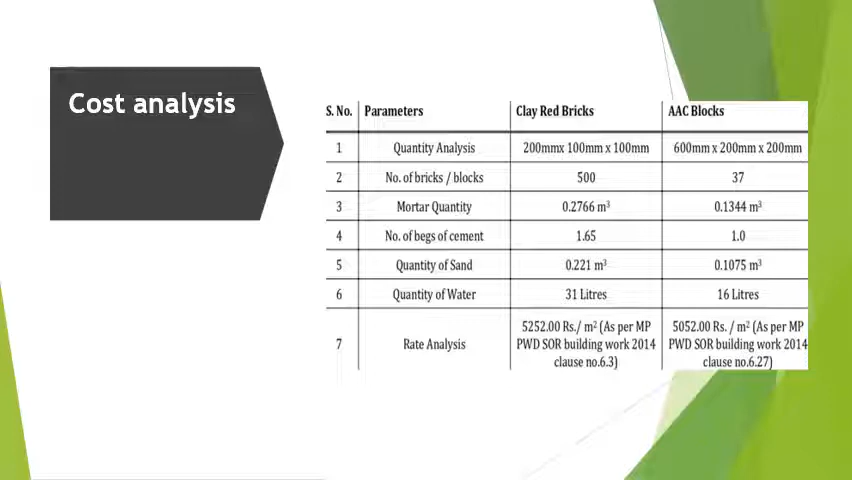 Cost analysis
S. No. Parameters Clay Red Bricks AAC Blocks
1 Quantity Analysis 200mmx 100mm x 100mm 600mm x 200mm x 200mm
2 No. of bricks / blocks 500 37
3 Mortar Quantity 0.2766 m³ 0.1344 m³
4 No. of begs of cement 1.65 1.0
5 Quantity of Sand 0.221 m³ 0.1075 m³
6 Quantity of Water 31 Litres 16 Litres
7 Rate Analysis 5252.00 Rs./ m² (As per MP PWD SOR building work 2014 clause no.6.3) 5052.00 Rs. / m² (As per MP PWD SOR building work 2014 clause no.6.27)